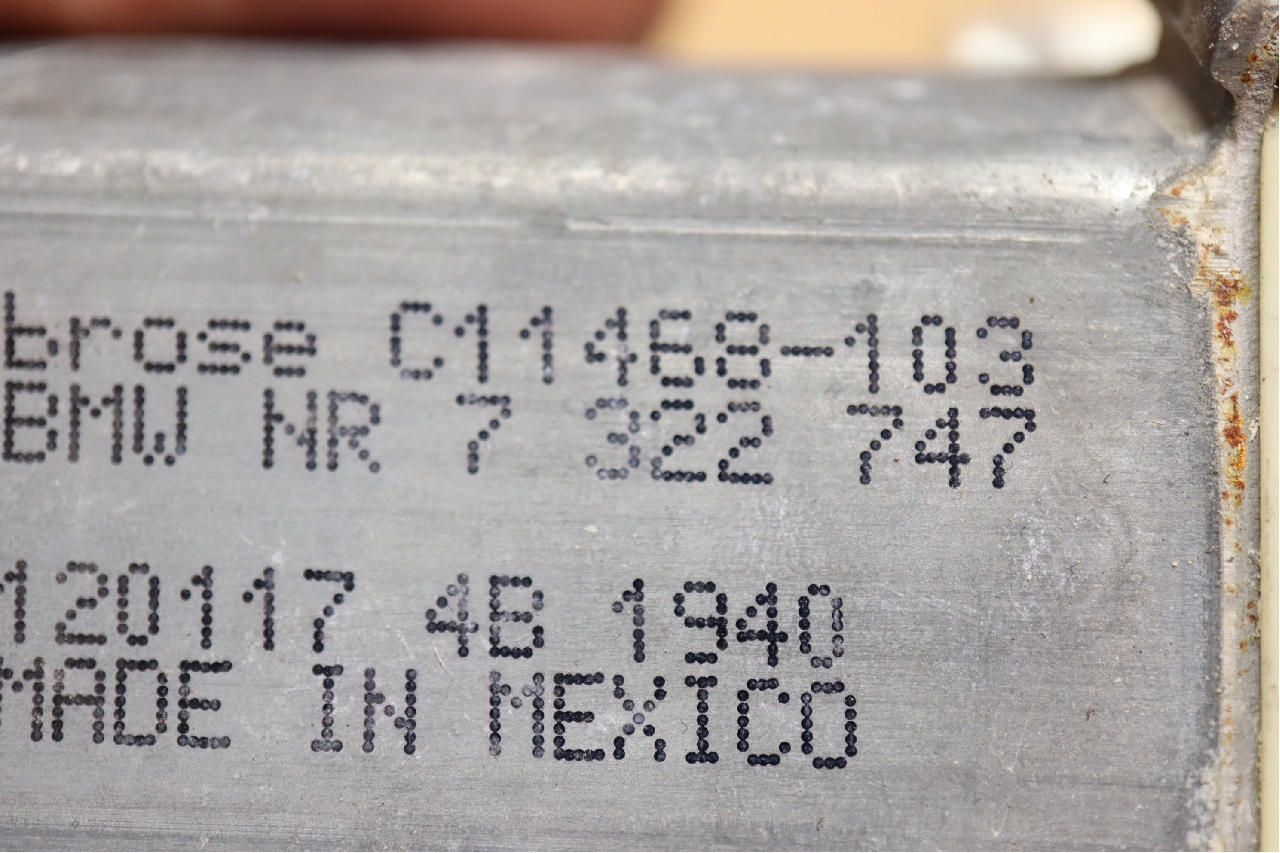 brose C11468-103
BMW NR 7 322 747
120117 4B 1940
MADE IN MEXICO